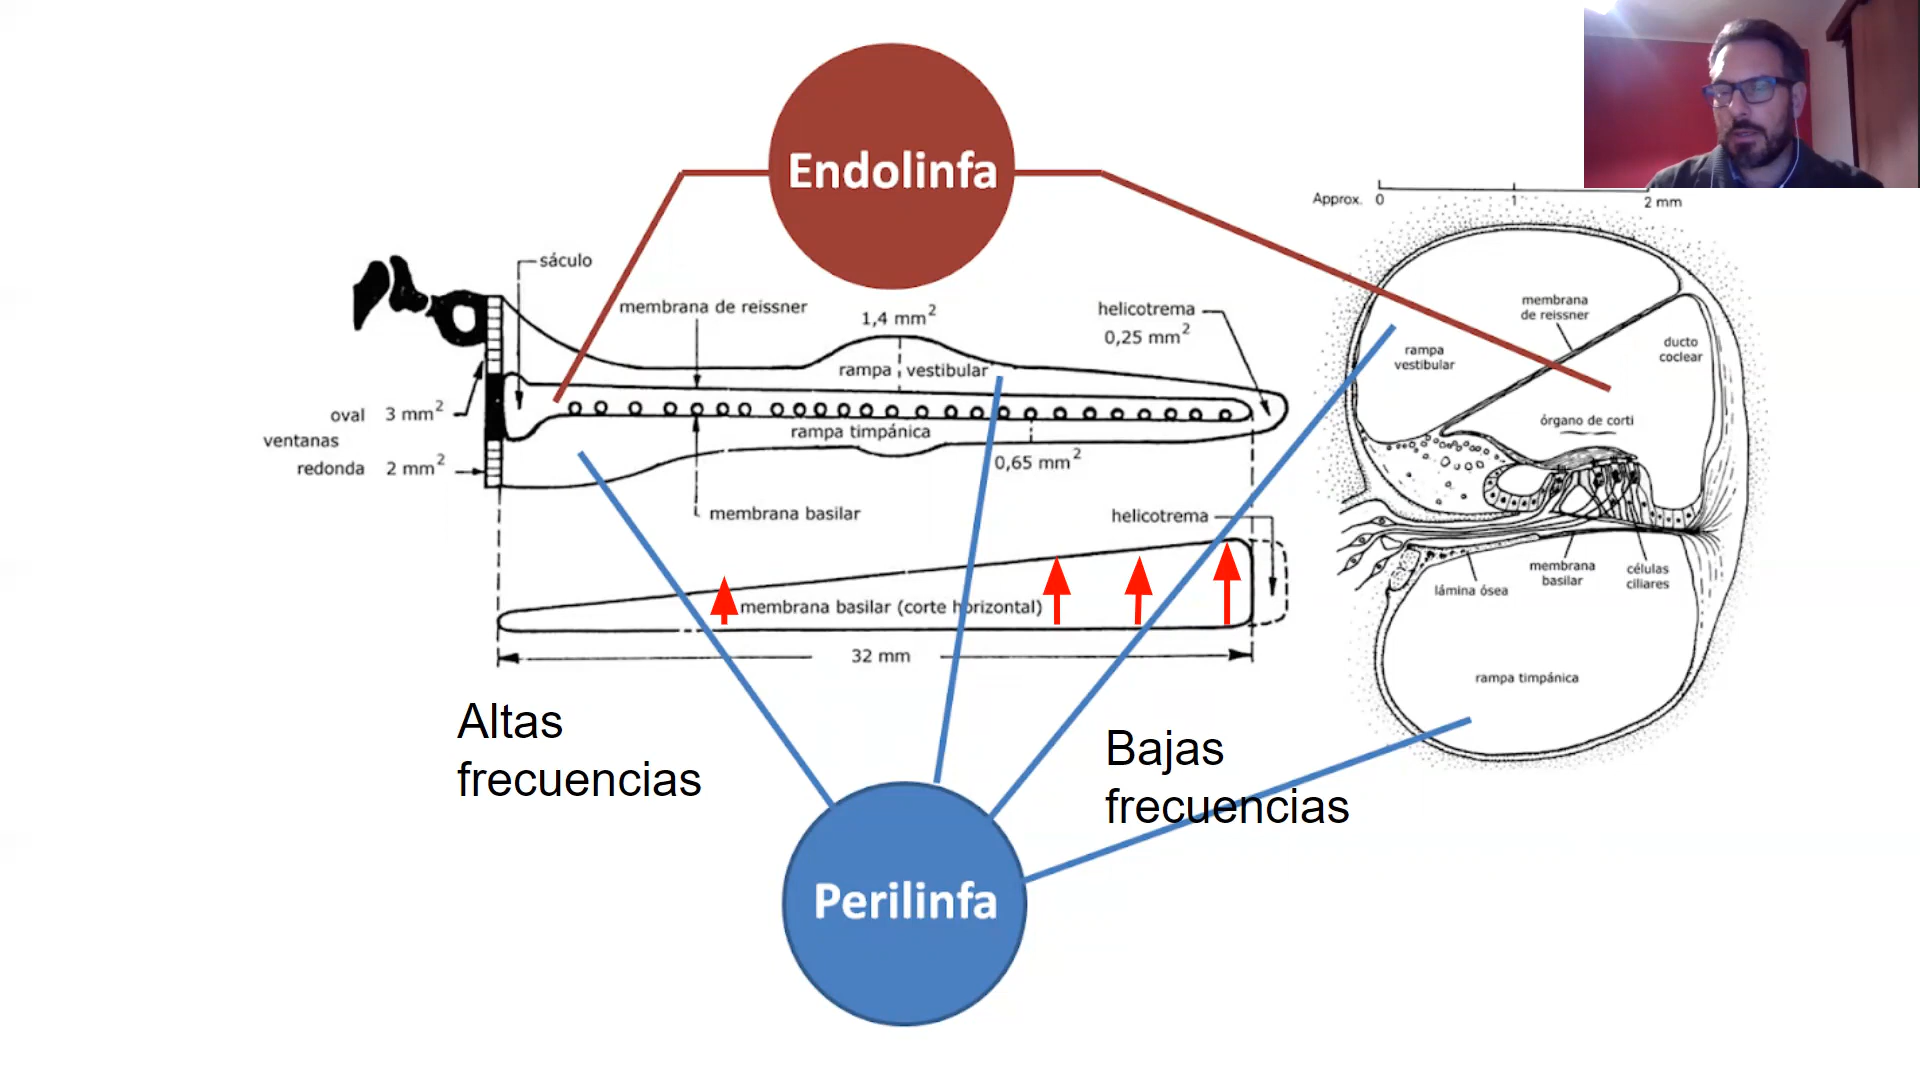 Endolinfa
Approx. 0 1 2 mm
sáculo
membrana de reissner
1,4 mm²
helicotrema
0,25 mm²
rampa vestibular
oval 3 mm²
ventanas
redonda 2 mm²
rampa timpánica
0,65 mm²
membrana basilar
helicotrema
membrana basilar (corte horizontal)
32 mm
membrana
de reissner
rampa
vestibular
ducto
coclear
órgano de corti
lámina ósea
membrana
basilar
células
ciliares
rampa timpánica
Altas
frecuencias
Bajas
frecuencias
Perilinfa